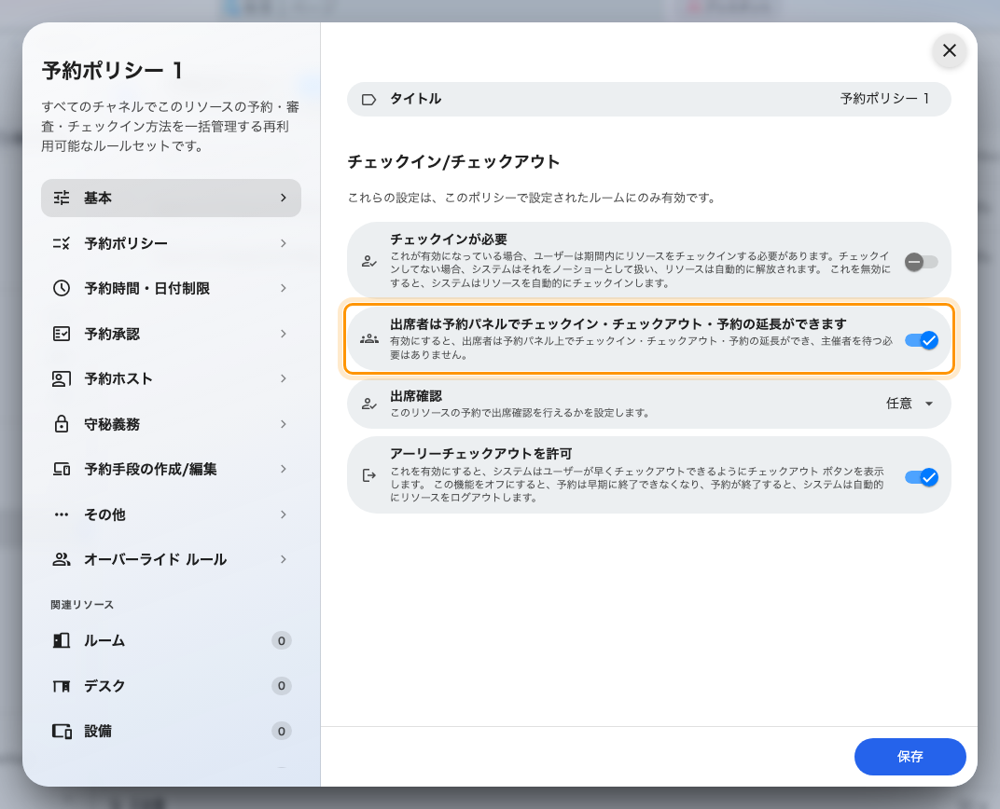 予約ポリシー 1
すべてのチャネルでこのリソースの予約・審
査・チェックイン方法を一括管理する再利
用可能なルールセットです。
基本
予約ポリシー
予約時間・日付制限
予約承認
予約ホスト
守秘義務
予約手段の作成/編集
その他
オーバーライド ルール
関連リソース
ルーム 0
デスク 0
設備 0
タイトル 予約ポリシー 1
チェックイン/チェックアウト
これらの設定は、このポリシーで設定されたルームにのみ有効です。
チェックインが必要
これが有効になっている場合、ユーザーは期間内にリソースをチェックインする必要があります。チェックイ
ンしてない場合、システムはそれをノーショーとして扱い、リソースは自動的に解放されます。 これを無効に
すると、システムはリソースを自動的にチェックインします。
出席者は予約パネルでチェックイン・チェックアウト・予約の延長ができます
有効にすると、出席者は予約パネル上でチェックイン・チェックアウト・予約の延長ができ、主催者を待つ必
要はありません。
出席確認
このリソースの予約で出席確認を行えるかを設定します。
任意
アーリーチェックアウトを許可
これを有効にすると、システムはユーザーが早くチェックアウトできるようにチェックアウト ボタンを表示
します。 この機能をオフにすると、予約は早期に終了できなくなり、予約が終了すると、システムは自動的
にリソースをログアウトします。
保存